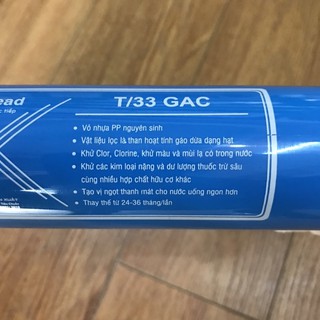 ead
T/33 GAC
• Vỏ nhựa PP nguyên sinh
• Vật liệu lọc là than hoạt tính gáo dừa dạng hạt
• Khử Clor, Clorine, khử màu và mùi lạ có trong nước
• Khử các kim loại nặng và dư lượng thuốc trừ sâu
cùng nhiều hợp chất hữu cơ khác
• Tạo vị ngọt thanh mát cho nước uống ngon hơn
• Thay thế từ 24-36 tháng/lần